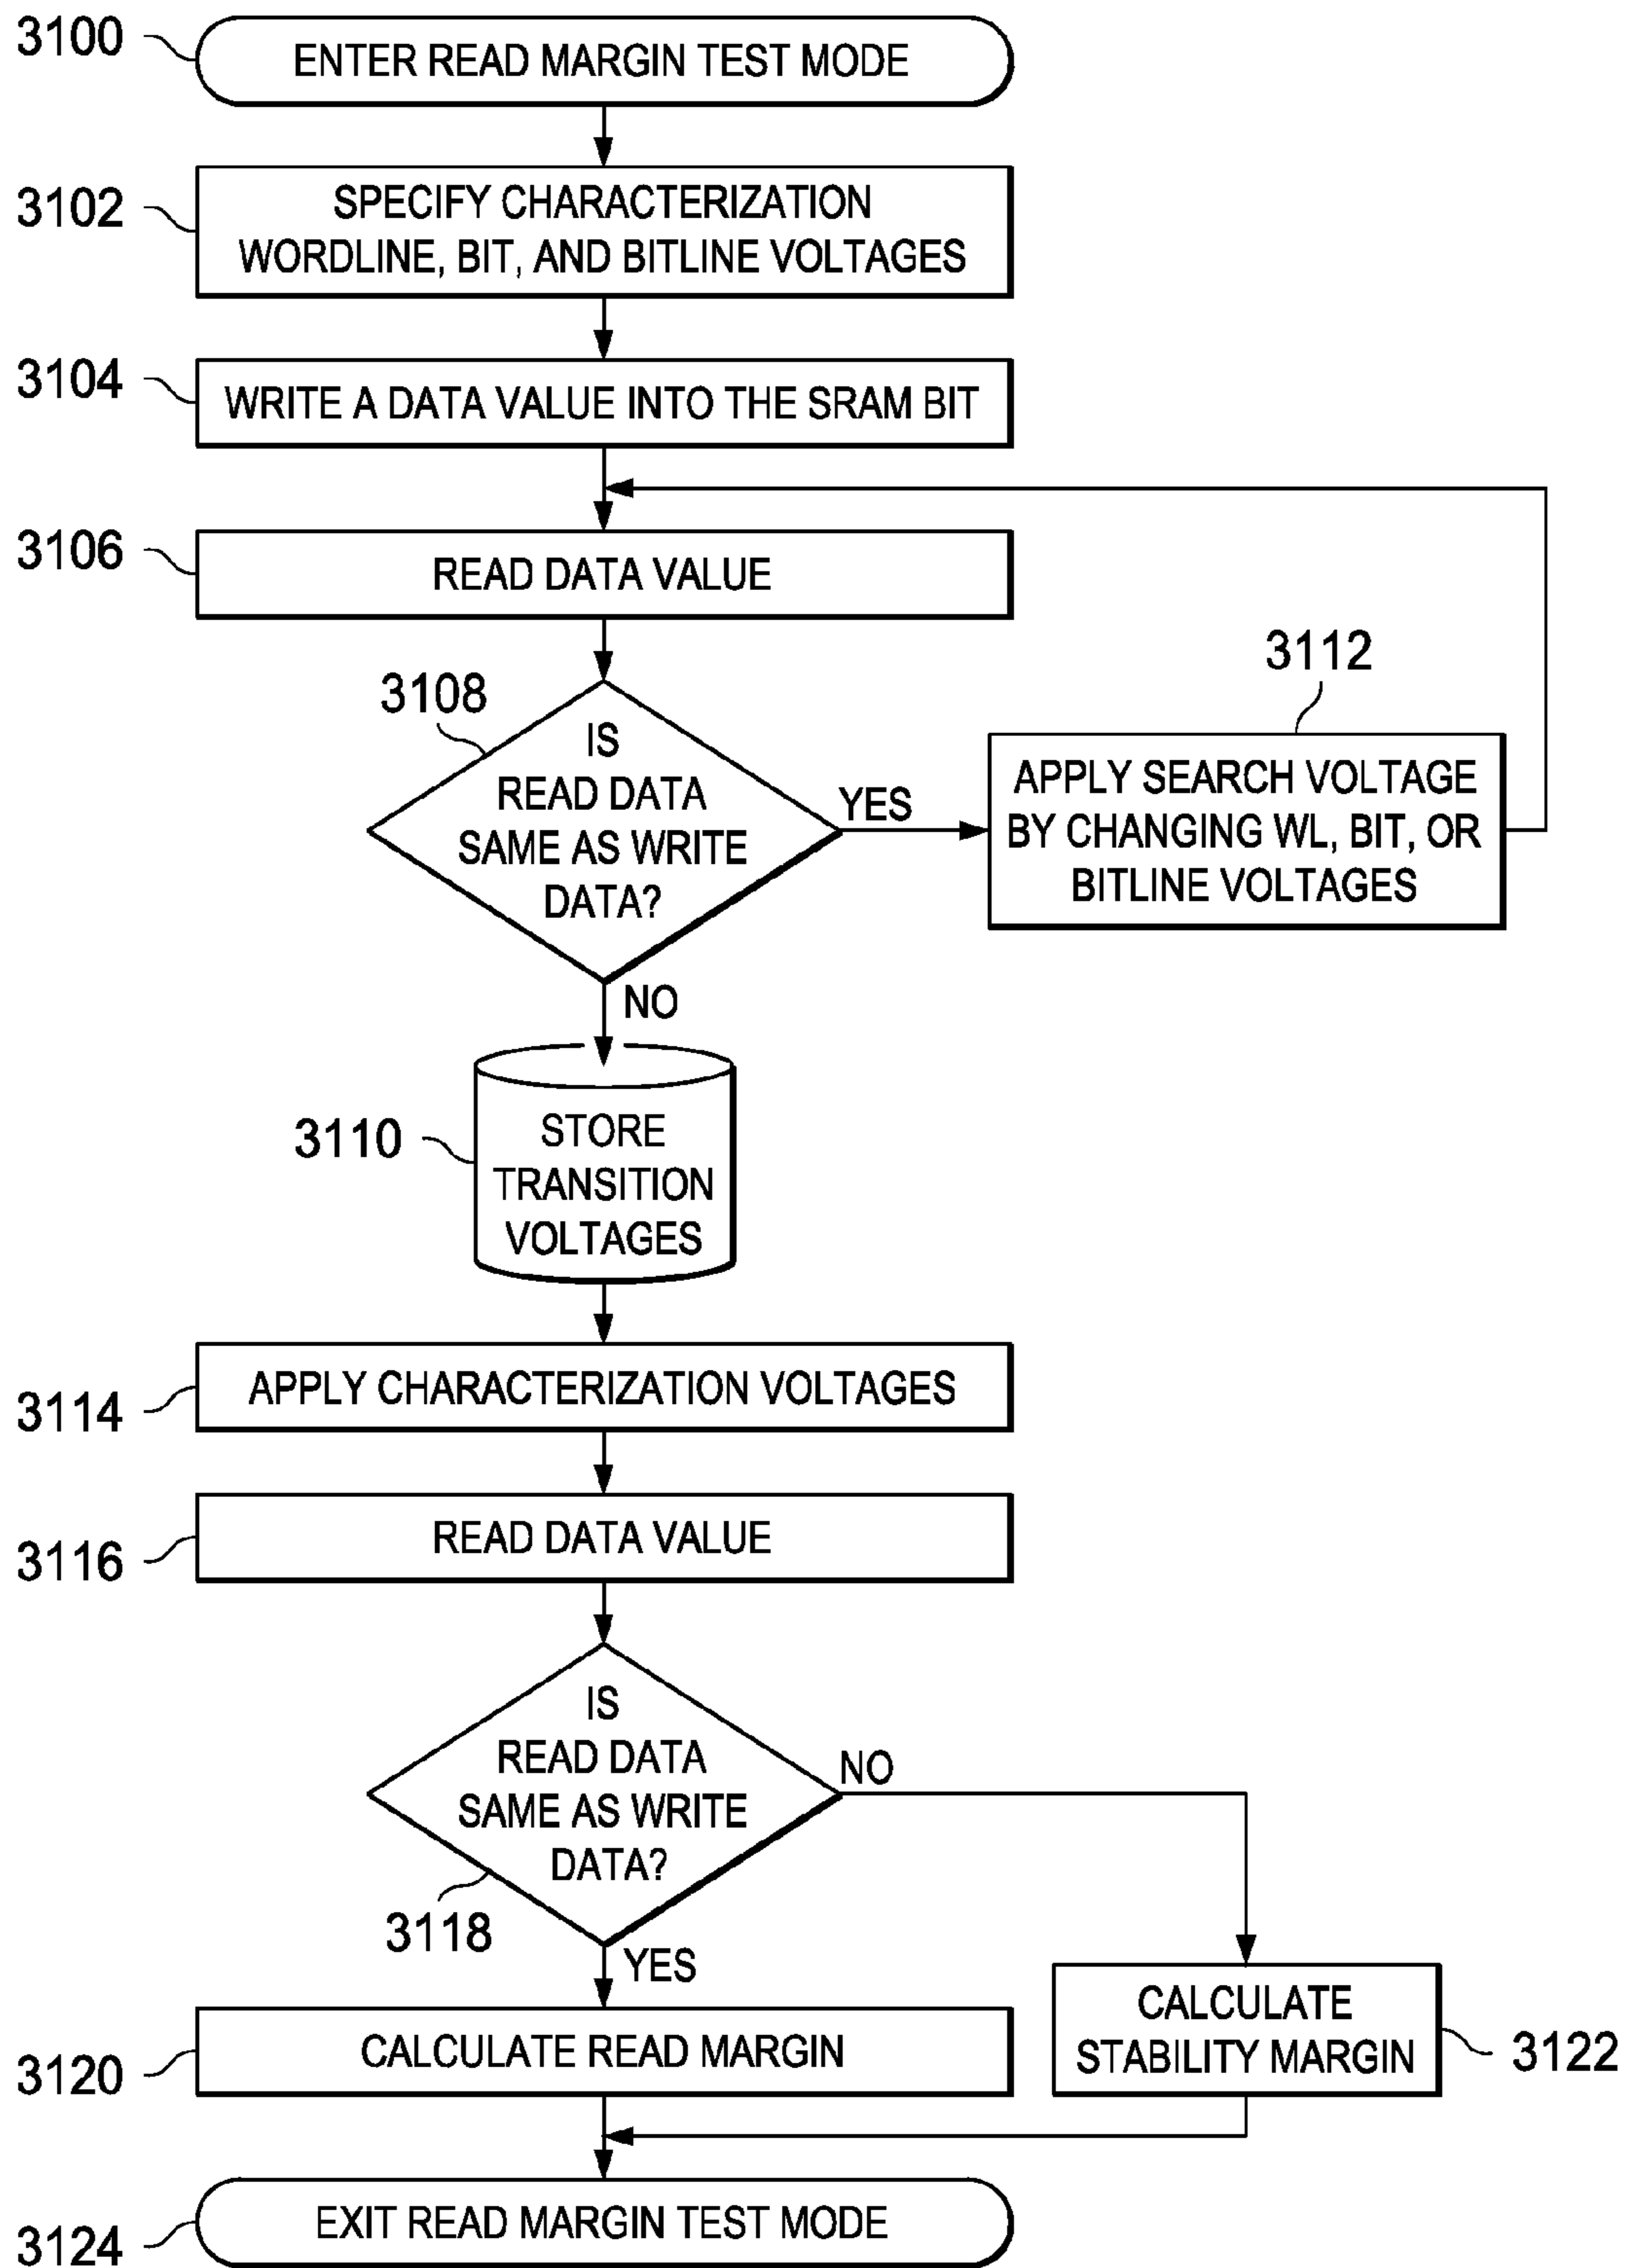 3100
ENTER READ MARGIN TEST MODE
3102
SPECIFY CHARACTERIZATION
WORDLINE, BIT, AND BITLINE VOLTAGES
3104
WRITE A DATA VALUE INTO THE SRAM BIT
3106
READ DATA VALUE
3108
IS
READ DATA
SAME AS WRITE
DATA?
YES
3112
APPLY SEARCH VOLTAGE
BY CHANGING WL, BIT, OR
BITLINE VOLTAGES
NO
3110
STORE
TRANSITION
VOLTAGES
3114
APPLY CHARACTERIZATION VOLTAGES
3116
READ DATA VALUE
IS
READ DATA
SAME AS WRITE
DATA?
3118
NO
YES
3120
CALCULATE READ MARGIN
CALCULATE
STABILITY MARGIN
3122
3124
EXIT READ MARGIN TEST MODE